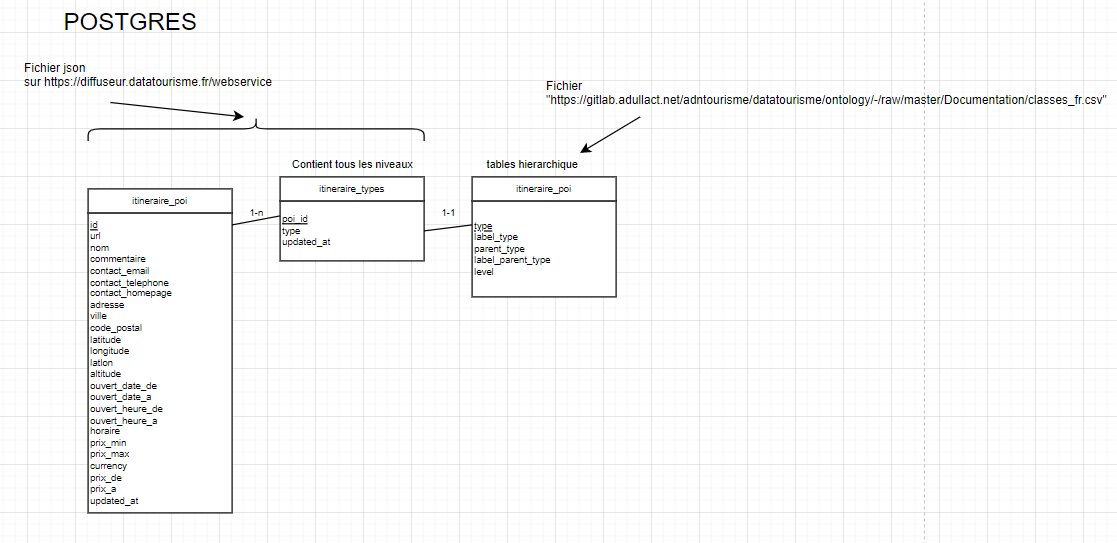 POSTGRES
Fichier json
sur https://diffuseur.datatourisme.fr/webservice
Fichier
"https://gitlab.adullact.net/adntourisme/datatourisme/ontology/-/raw/master/Documentation/classes_fr.csv"
Contient tous les niveaux
tables hierarchique
itineraire_poi
id
url
nom
commentaire
contact_email
contact_telephone
contact_homepage
adresse
ville
code_postal
latitude
longitude
latlon
altitude
ouvert_date_de
ouvert_date_a
ouvert_heure_de
ouvert_heure_a
horaire
prix_min
prix_max
currency
prix_de
prix_a
updated_at
1-n
itineraire_types
poi_id
type
updated_at
1-1
itineraire_poi
type
label_type
parent_type
label_parent_type
level